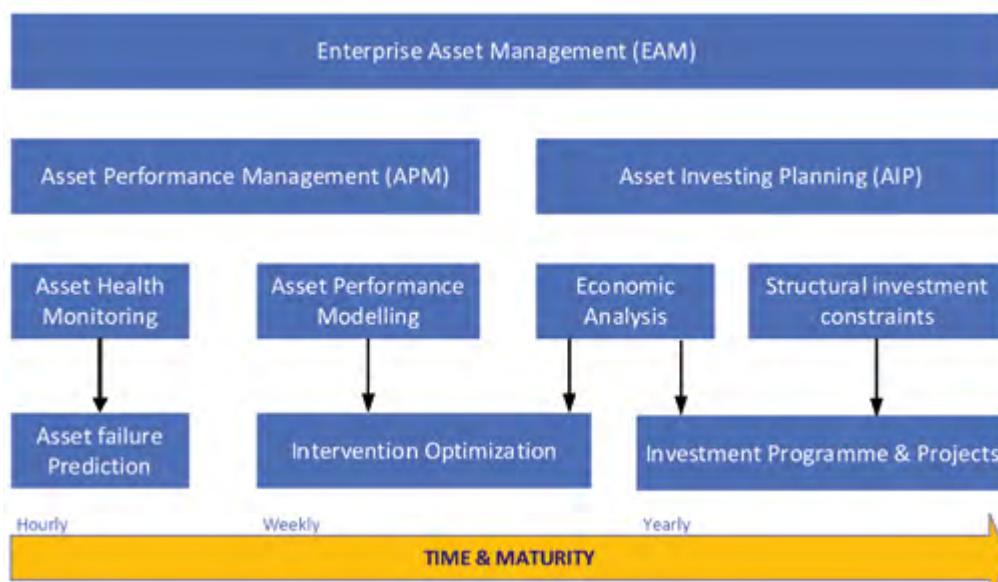 Enterprise Asset Management (EAM)
Asset Performance Management (APM)
Asset Investing Planning (AIP)
Asset Health
Monitoring
Asset Performance
Modelling
Economic
Analysis
Structural investment
constraints
Asset failure
Prediction
Intervention Optimization
Investment Programme & Projects
Hourly
Weekly
Yearly
TIME & MATURITY